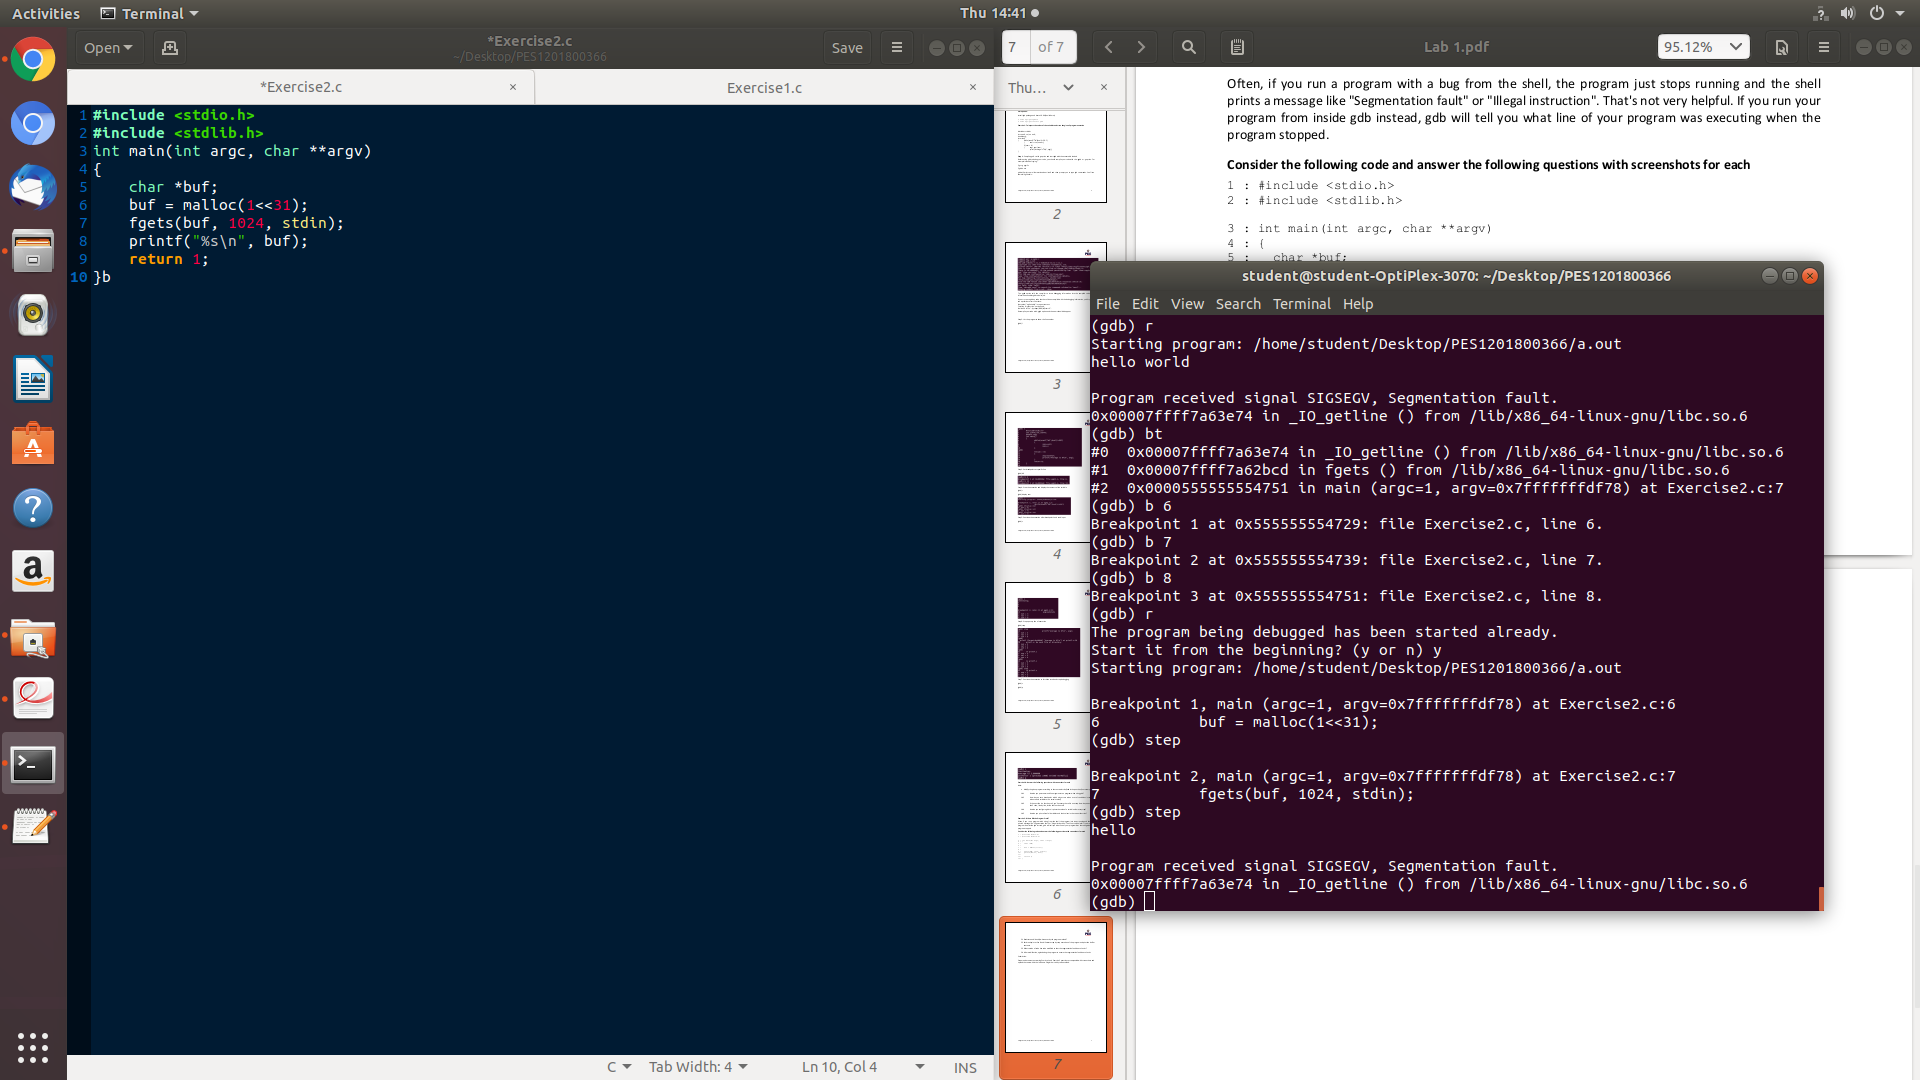 Activities
Terminal
Thu 14:41
Open
*Exercise2.c
~/Desktop/PES1201800366
Save
*Exercise2.c
Exercise1.c
1 #include <stdio.h>
2 #include <stdlib.h>
3 int main(int argc, char **argv)
4 {
5 char *buf;
6 buf = malloc(1<<31);
7 fgets(buf, 1024, stdin);
8 printf("%s\n", buf);
9 return 1;
10 }b
C
Tab Width: 4
Ln 10, Col 4
INS
7 of 7
Lab 1.pdf
95.12%
Thu...
2
3
4
5
6
7
Often, if you run a program with a bug from the shell, the program just stops running and the shell
prints a message like "Segmentation fault" or "Illegal instruction". That's not very helpful. If you run your
program from inside gdb instead, gdb will tell you what line of your program was executing when the
program stopped.
Consider the following code and answer the following questions with screenshots for each
1 : #include <stdio.h>
2 : #include <stdlib.h>
3 : int main(int argc, char **argv)
4 : {
5 : char *buf;
student@student-OptiPlex-3070: ~/Desktop/PES1201800366
File Edit View Search Terminal Help
(gdb) r
Starting program: /home/student/Desktop/PES1201800366/a.out
hello world
Program received signal SIGSEGV, Segmentation fault.
0x00007ffff7a63e74 in _IO_getline () from /lib/x86_64-linux-gnu/libc.so.6
(gdb) bt
#0 0x00007ffff7a63e74 in _IO_getline () from /lib/x86_64-linux-gnu/libc.so.6
#1 0x00007ffff7a62bcd in fgets () from /lib/x86_64-linux-gnu/libc.so.6
#2 0x0000555555554751 in main (argc=1, argv=0x7fffffffdf78) at Exercise2.c:7
(gdb) b 6
Breakpoint 1 at 0x555555554729: file Exercise2.c, line 6.
(gdb) b 7
Breakpoint 2 at 0x555555554739: file Exercise2.c, line 7.
(gdb) b 8
Breakpoint 3 at 0x555555554751: file Exercise2.c, line 8.
(gdb) r
The program being debugged has been started already.
Start it from the beginning? (y or n) y
Starting program: /home/student/Desktop/PES1201800366/a.out
Breakpoint 1, main (argc=1, argv=0x7fffffffdf78) at Exercise2.c:6
6 buf = malloc(1<<31);
(gdb) step
Breakpoint 2, main (argc=1, argv=0x7fffffffdf78) at Exercise2.c:7
7 fgets(buf, 1024, stdin);
(gdb) step
hello
Program received signal SIGSEGV, Segmentation fault.
0x00007ffff7a63e74 in _IO_getline () from /lib/x86_64-linux-gnu/libc.so.6
(gdb)